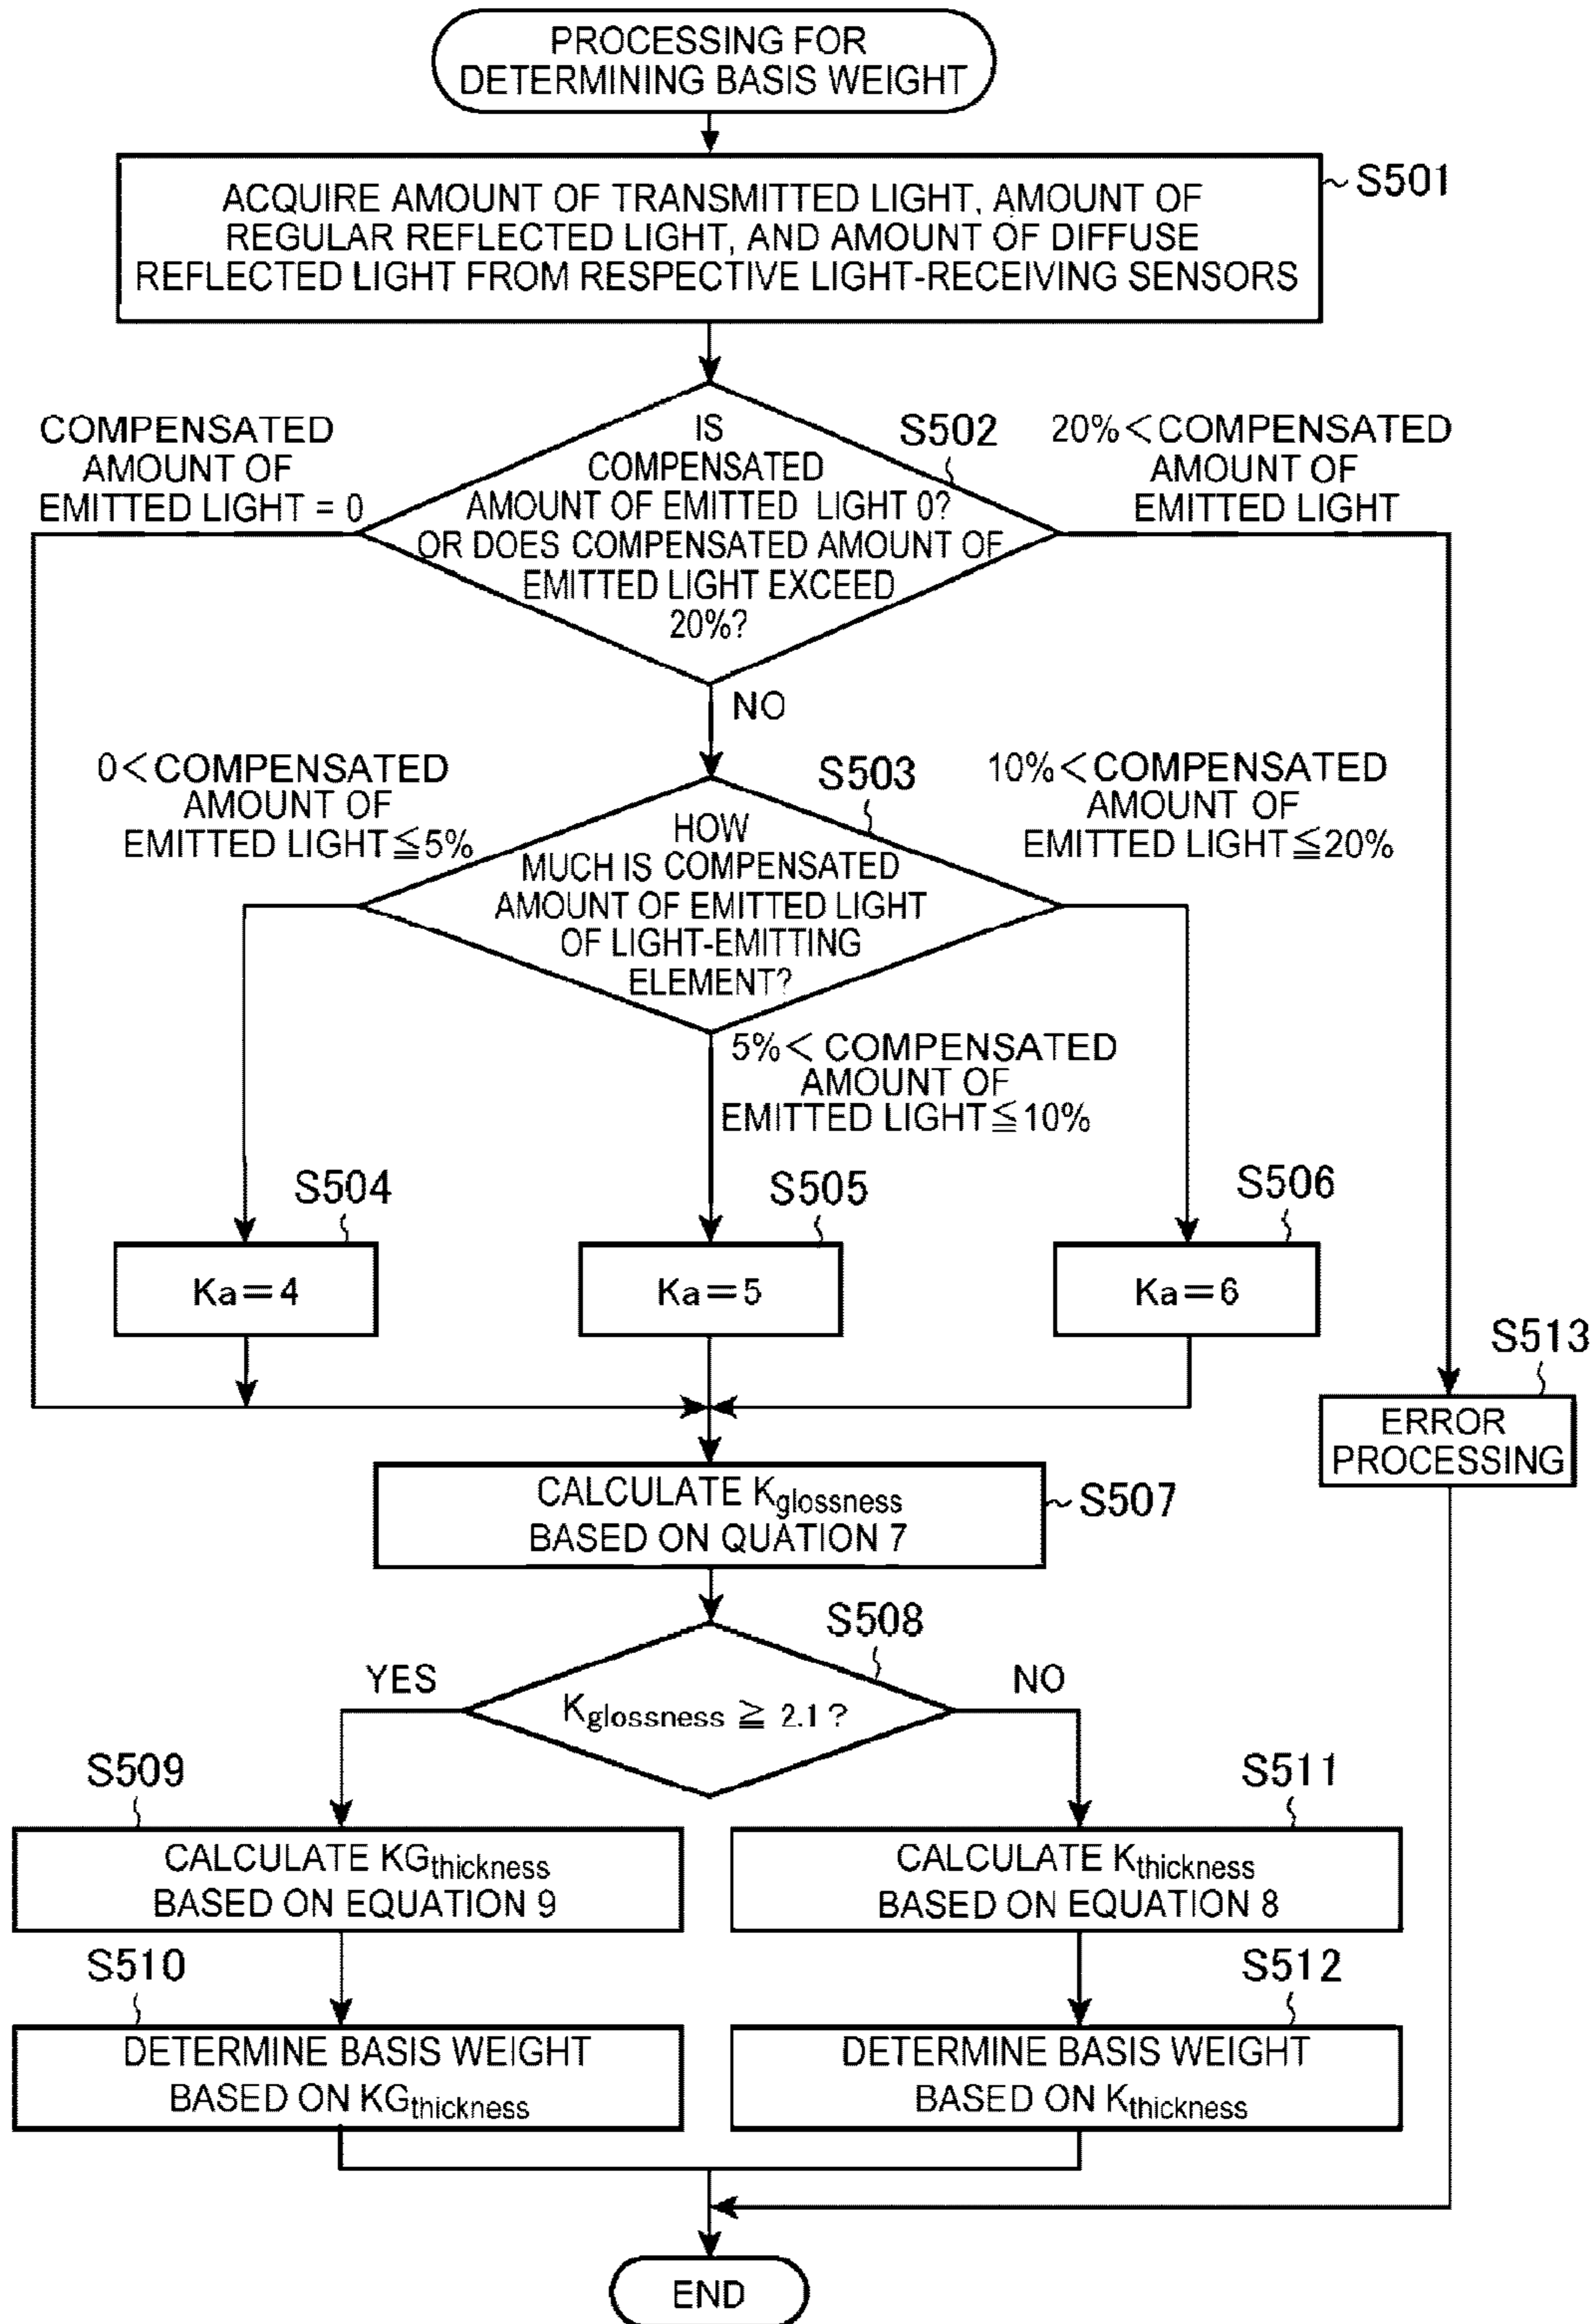 PROCESSING FOR
DETERMINING BASIS WEIGHT
ACQUIRE AMOUNT OF TRANSMITTED LIGHT, AMOUNT OF
REGULAR REFLECTED LIGHT, AND AMOUNT OF DIFFUSE
REFLECTED LIGHT FROM RESPECTIVE LIGHT-RECEIVING SENSORS
S501
COMPENSATED
AMOUNT OF
EMITTED LIGHT = 0
IS
COMPENSATED
AMOUNT OF EMITTED LIGHT 0?
OR DOES COMPENSATED AMOUNT OF
EMITTED LIGHT EXCEED
20%?
S502
20%<COMPENSATED
AMOUNT OF
EMITTED LIGHT
NO
0<COMPENSATED
AMOUNT OF
EMITTED LIGHT≦5%
HOW
MUCH IS COMPENSATED
AMOUNT OF EMITTED LIGHT
OF LIGHT-EMITTING
ELEMENT?
S503
10%<COMPENSATED
AMOUNT OF
EMITTED LIGHT≦20%
5%<COMPENSATED
AMOUNT OF
EMITTED LIGHT≦10%
S504
Ka=4
S505
Ka=5
S506
Ka=6
S513
ERROR
PROCESSING
CALCULATE Kglossness
BASED ON QUATION 7
S507
S508
YES
Kglossness ≧ 2.1?
NO
S509
CALCULATE KGthickness
BASED ON EQUATION 9
S511
CALCULATE Kthickness
BASED ON EQUATION 8
S510
DETERMINE BASIS WEIGHT
BASED ON KGthickness
S512
DETERMINE BASIS WEIGHT
BASED ON Kthickness
END